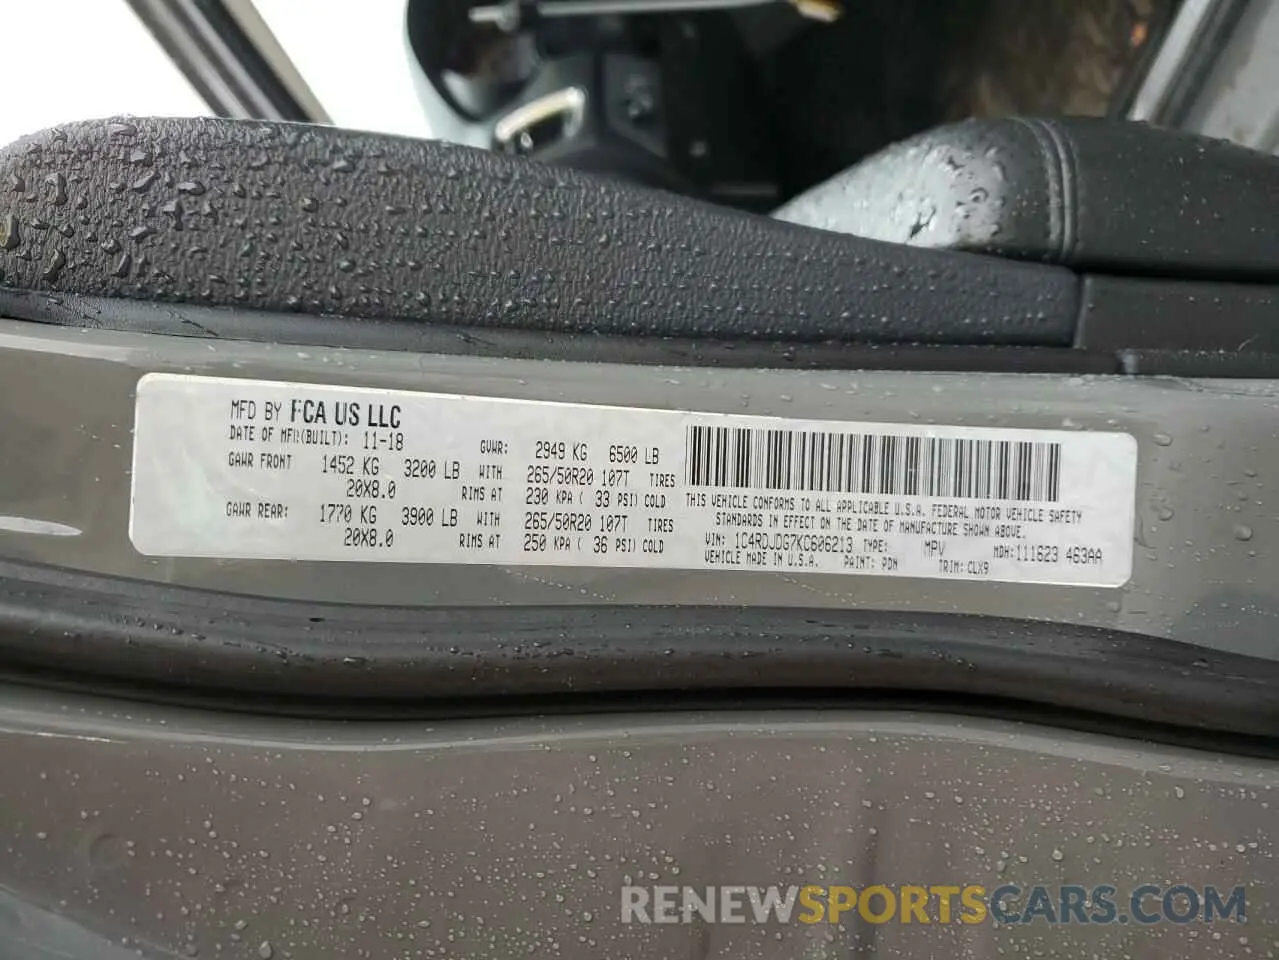 MFD BY FCA US LLC
DATE OF MFR(BUILT): 11-18 GVWR: 2949 KG 6500 LB
GAWR FRONT 1452 KG 3200 LB WITH 265/50R20 107T TIRES
20X8.0 RIMS AT 230 KPA ( 33 PSI) COLD
GAWR REAR: 1770 KG 3900 LB WITH 265/50R20 107T TIRES
20X8.0 RIMS AT 250 KPA ( 36 PSI) COLD
THIS VEHICLE CONFORMS TO ALL APPLICABLE U.S.A. FEDERAL MOTOR VEHICLE SAFETY
STANDARDS IN EFFECT ON THE DATE OF MANUFACTURE SHOWN ABOVE.
VIN: 1C4RDJDG7KC606213 TYPE: MPV MDH:111623 463AA
VEHICLE MADE IN U.S.A. PAINT: PDN TRIM: CLX9
RENEWSPORTSCARS.COM